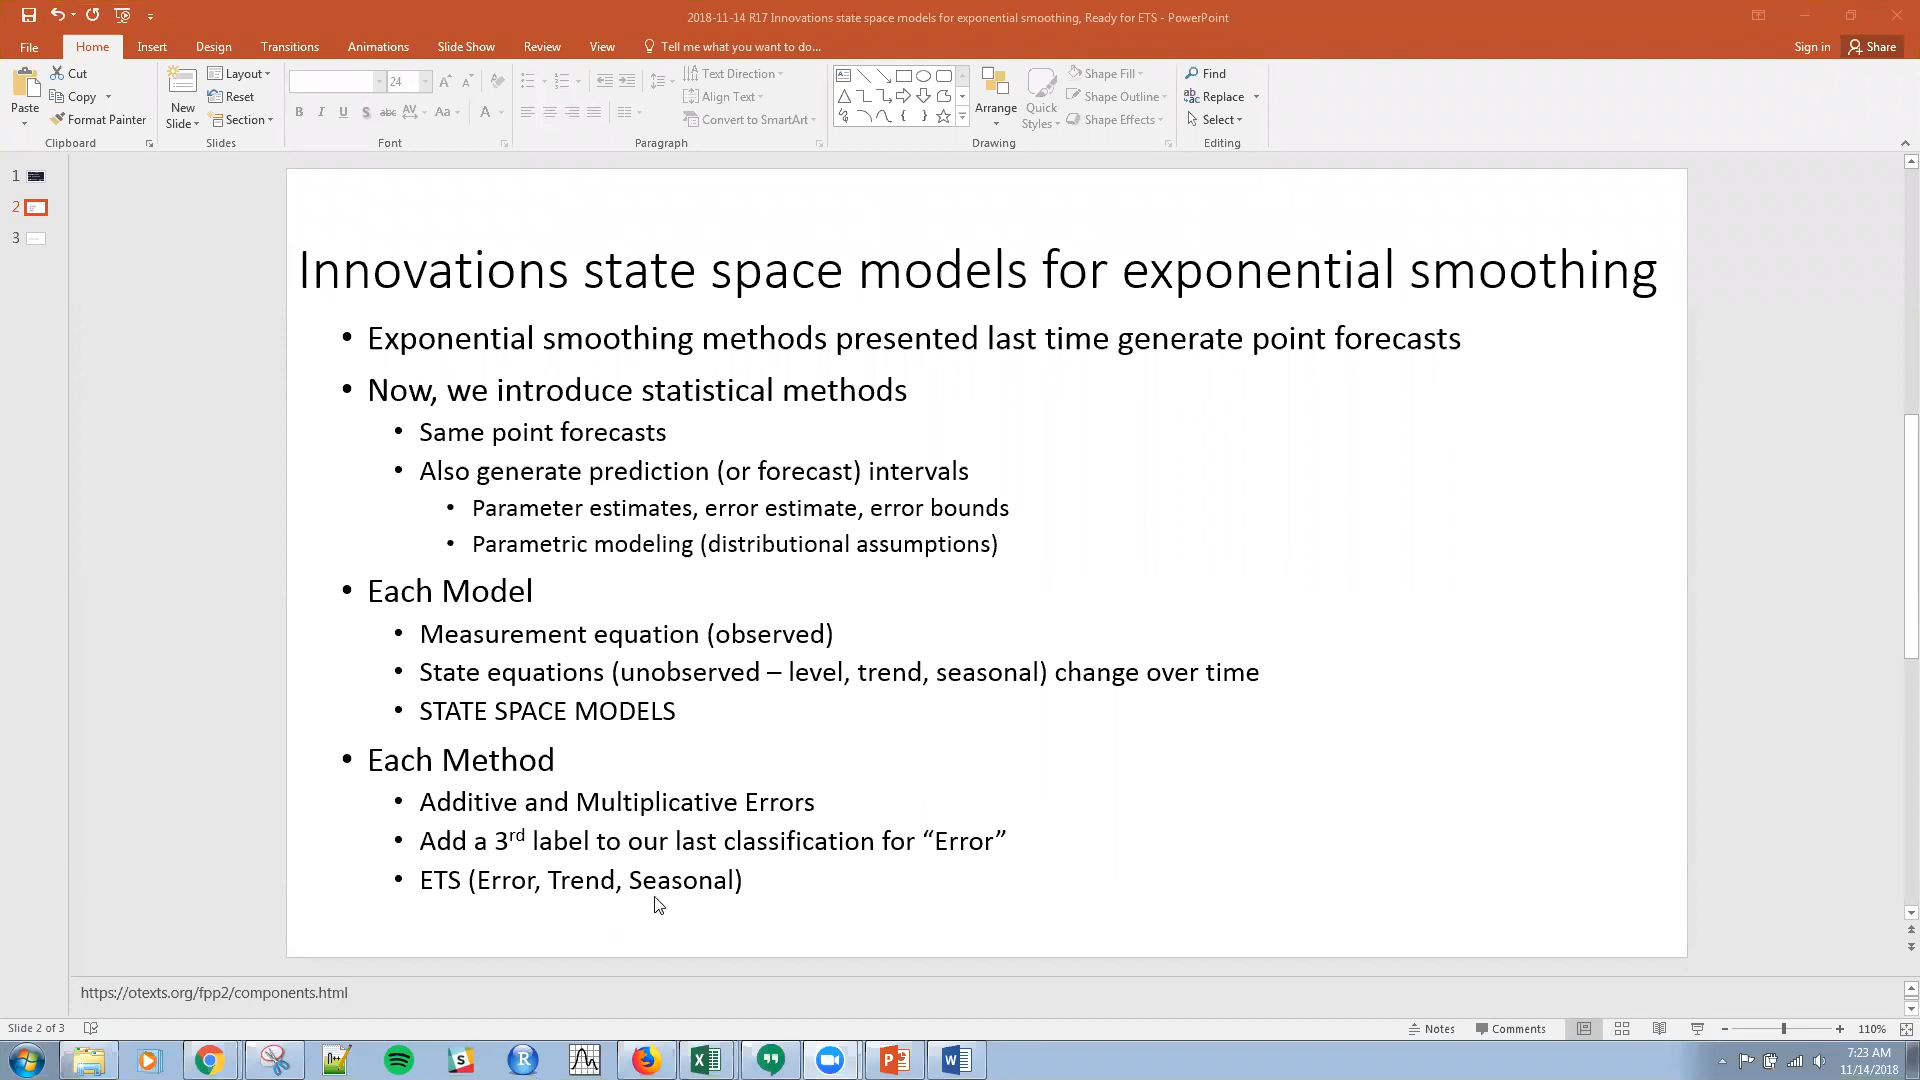 2018-11-14 R17 Innovations state space models for exponential smoothing, Ready for ETS - PowerPoint
File Home Insert Design Transitions Animations Slide Show Review View Tell me what you want to do... Sign in Share
Paste
Cut
Copy
Format Painter
Clipboard
New Slide
Layout
Reset
Section
Slides
24
Font
Text Direction
Align Text
Convert to SmartArt
Paragraph
Arrange
Quick Styles
Shape Fill
Shape Outline
Shape Effects
Drawing
Find
Replace
Select
Editing
1
2
3
Innovations state space models for exponential smoothing
• Exponential smoothing methods presented last time generate point forecasts
• Now, we introduce statistical methods
• Same point forecasts
• Also generate prediction (or forecast) intervals
• Parameter estimates, error estimate, error bounds
• Parametric modeling (distributional assumptions)
• Each Model
• Measurement equation (observed)
• State equations (unobserved – level, trend, seasonal) change over time
• STATE SPACE MODELS
• Each Method
• Additive and Multiplicative Errors
• Add a 3rd label to our last classification for “Error”
• ETS (Error, Trend, Seasonal)
https://otexts.org/fpp2/components.html
Slide 2 of 3 Notes Comments 110%
7:23 AM
11/14/2018